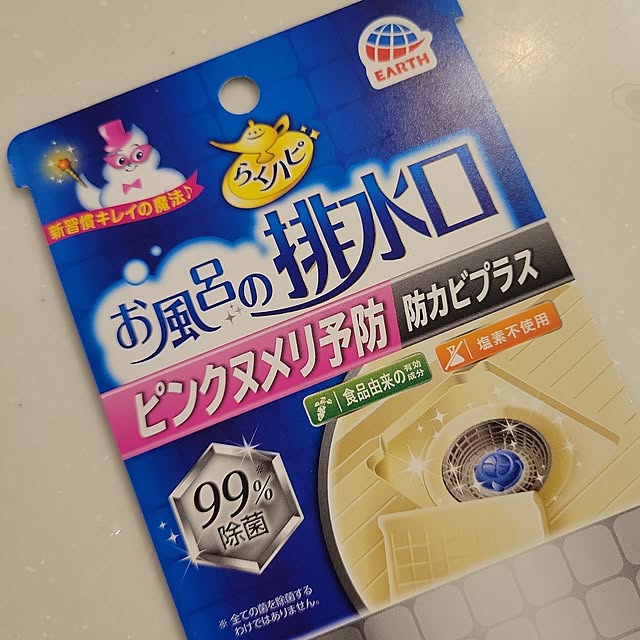 EARTH
らくハピ
新習慣キレイの魔法♪
お風呂の排水口
ピンクヌメリ予防 防カビプラス
食品由来の有効成分
塩素不使用
99%※
除菌
※ 全ての菌を除菌する
わけではありません。